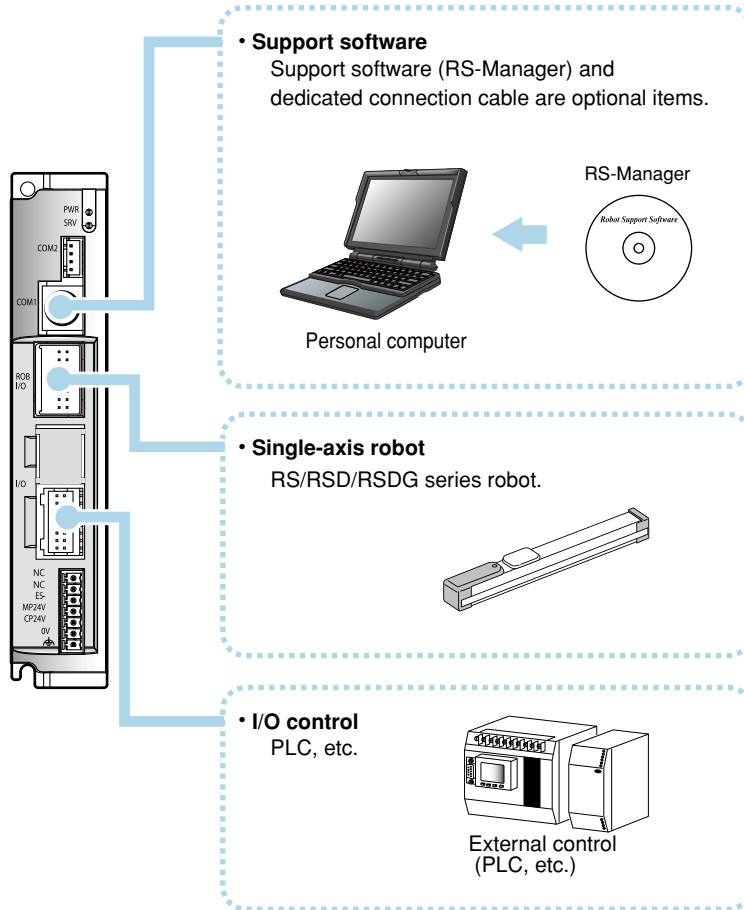 • Support software
Support software (RS-Manager) and
dedicated connection cable are optional items.
RS-Manager
Robot Support Software
Personal computer
PWR
SRV
COM2
COM1
ROB
I/O
I/O
NC
NC
ES-
MP24V
CP24V
0V
• Single-axis robot
RS/RSD/RSDG series robot.
• I/O control
PLC, etc.
External control
(PLC, etc.)